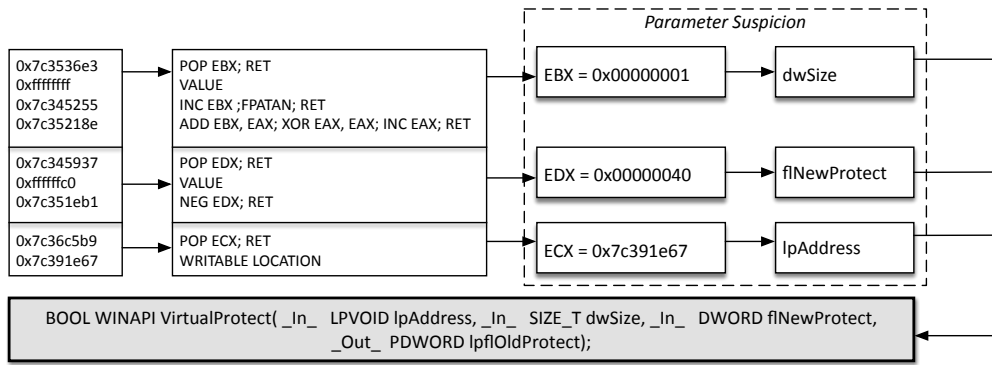 Parameter Suspicion
0x7c3536e3
0xffffffff
0x7c345255
0x7c35218e
POP EBX; RET
VALUE
INC EBX ;FPATAN; RET
ADD EBX, EAX; XOR EAX, EAX; INC EAX; RET
EBX = 0x00000001
dwSize
0x7c345937
0xffffffc0
0x7c351eb1
POP EDX; RET
VALUE
NEG EDX; RET
EDX = 0x00000040
flNewProtect
0x7c36c5b9
0x7c391e67
POP ECX; RET
WRITABLE LOCATION
ECX = 0x7c391e67
lpAddress
BOOL WINAPI VirtualProtect( _In_ LPVOID lpAddress, _In_ SIZE_T dwSize, _In_ DWORD flNewProtect,
_Out_ PDWORD lpflOldProtect);